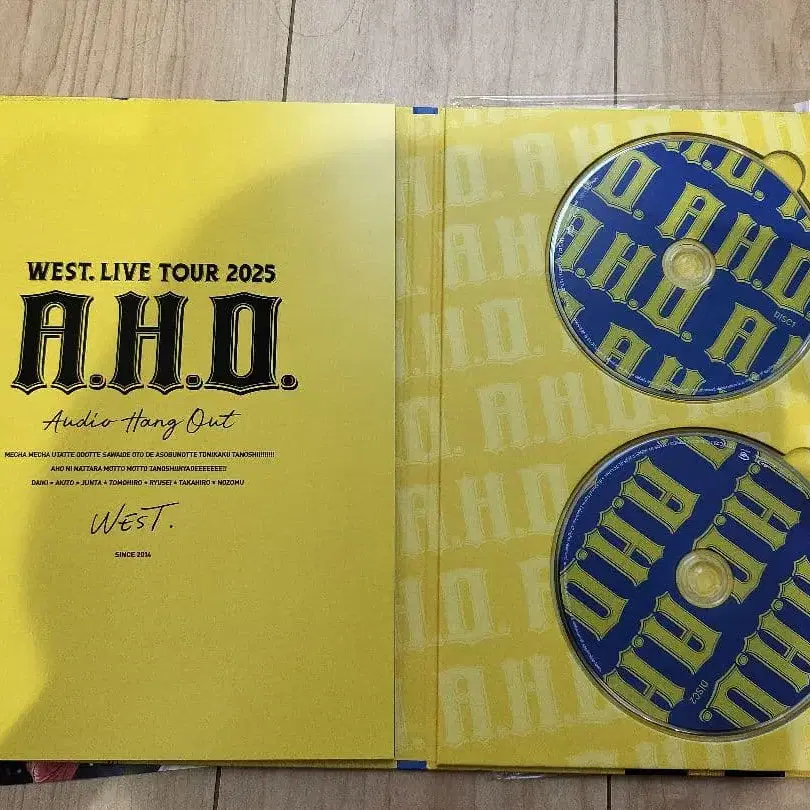 WEST. LIVE TOUR 2025
A.H.O.
Audio Hang Out
MECHA MECHA UTATTE ODOTTE SAWAIDE OTO DE ASOBUNOTTE TONIKAKU TANOSHI!!!!!!!!
AHO NI NATTARA MOTTO MOTTO TANOSHIINYADEEEEEEE!!
DAIKI ★ AKITO ★ JUNTA ★ TOMOHIRO ★ RYUSEI ★ TAKAHIRO ★ NOZOMU
WEST.
SINCE 2014
A.H.O.
DISC1
A.H.O.
DISC2